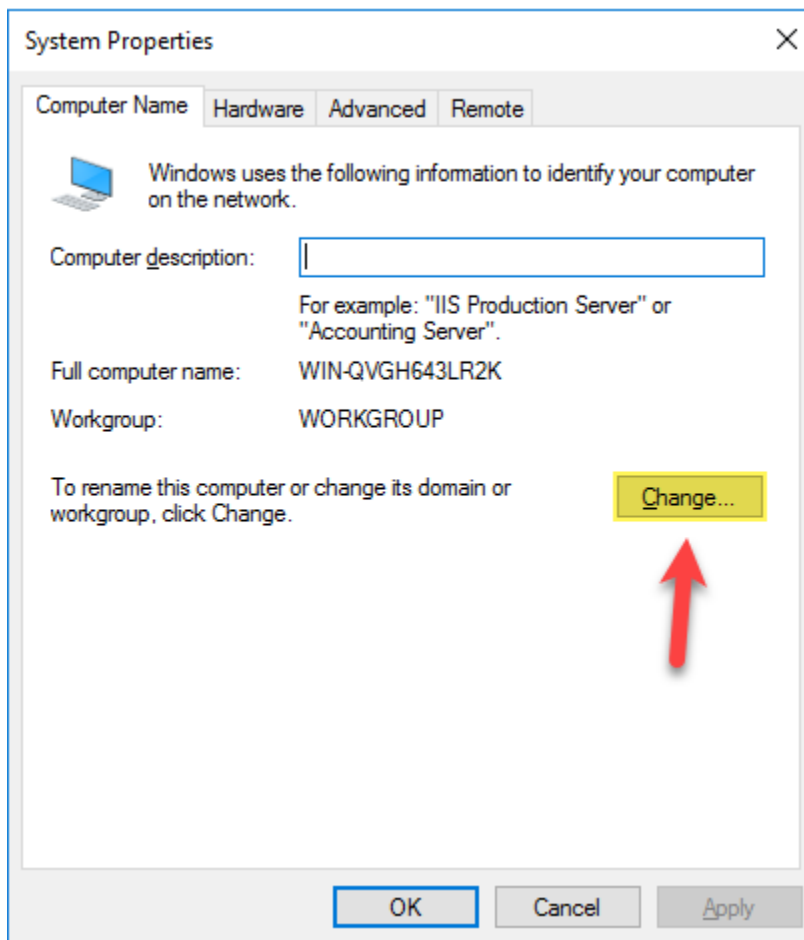 System Properties
Computer Name
Hardware
Advanced
Remote
Windows uses the following information to identify your computer
on the network.
Computer description:
For example: "IIS Production Server" or
"Accounting Server".
Full computer name:
WIN-QVGH643LR2K
Workgroup:
WORKGROUP
To rename this computer or change its domain or
workgroup, click Change.
Change...
OK
Cancel
Apply